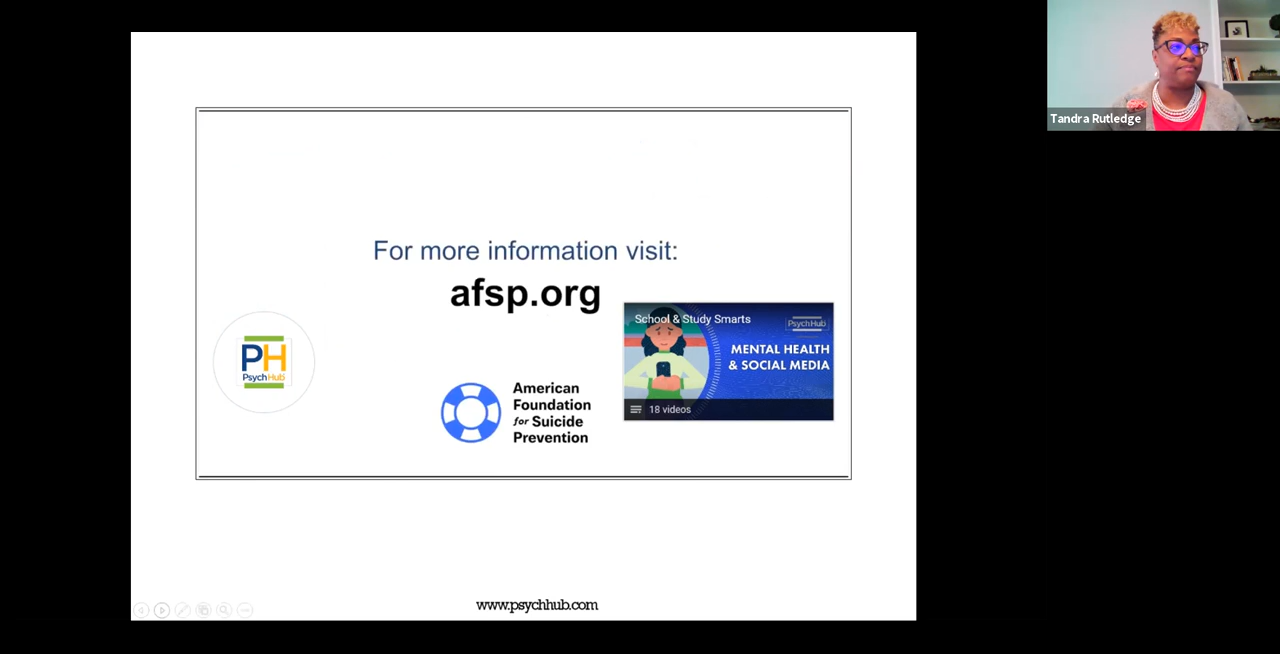 Tandra Rutledge
For more information visit:
afsp.org
School & Study Smarts
PsychHub
MENTAL HEALTH
& SOCIAL MEDIA
18 videos
PH
PsychHub
American
Foundation
for Suicide
Prevention
www.psychhub.com